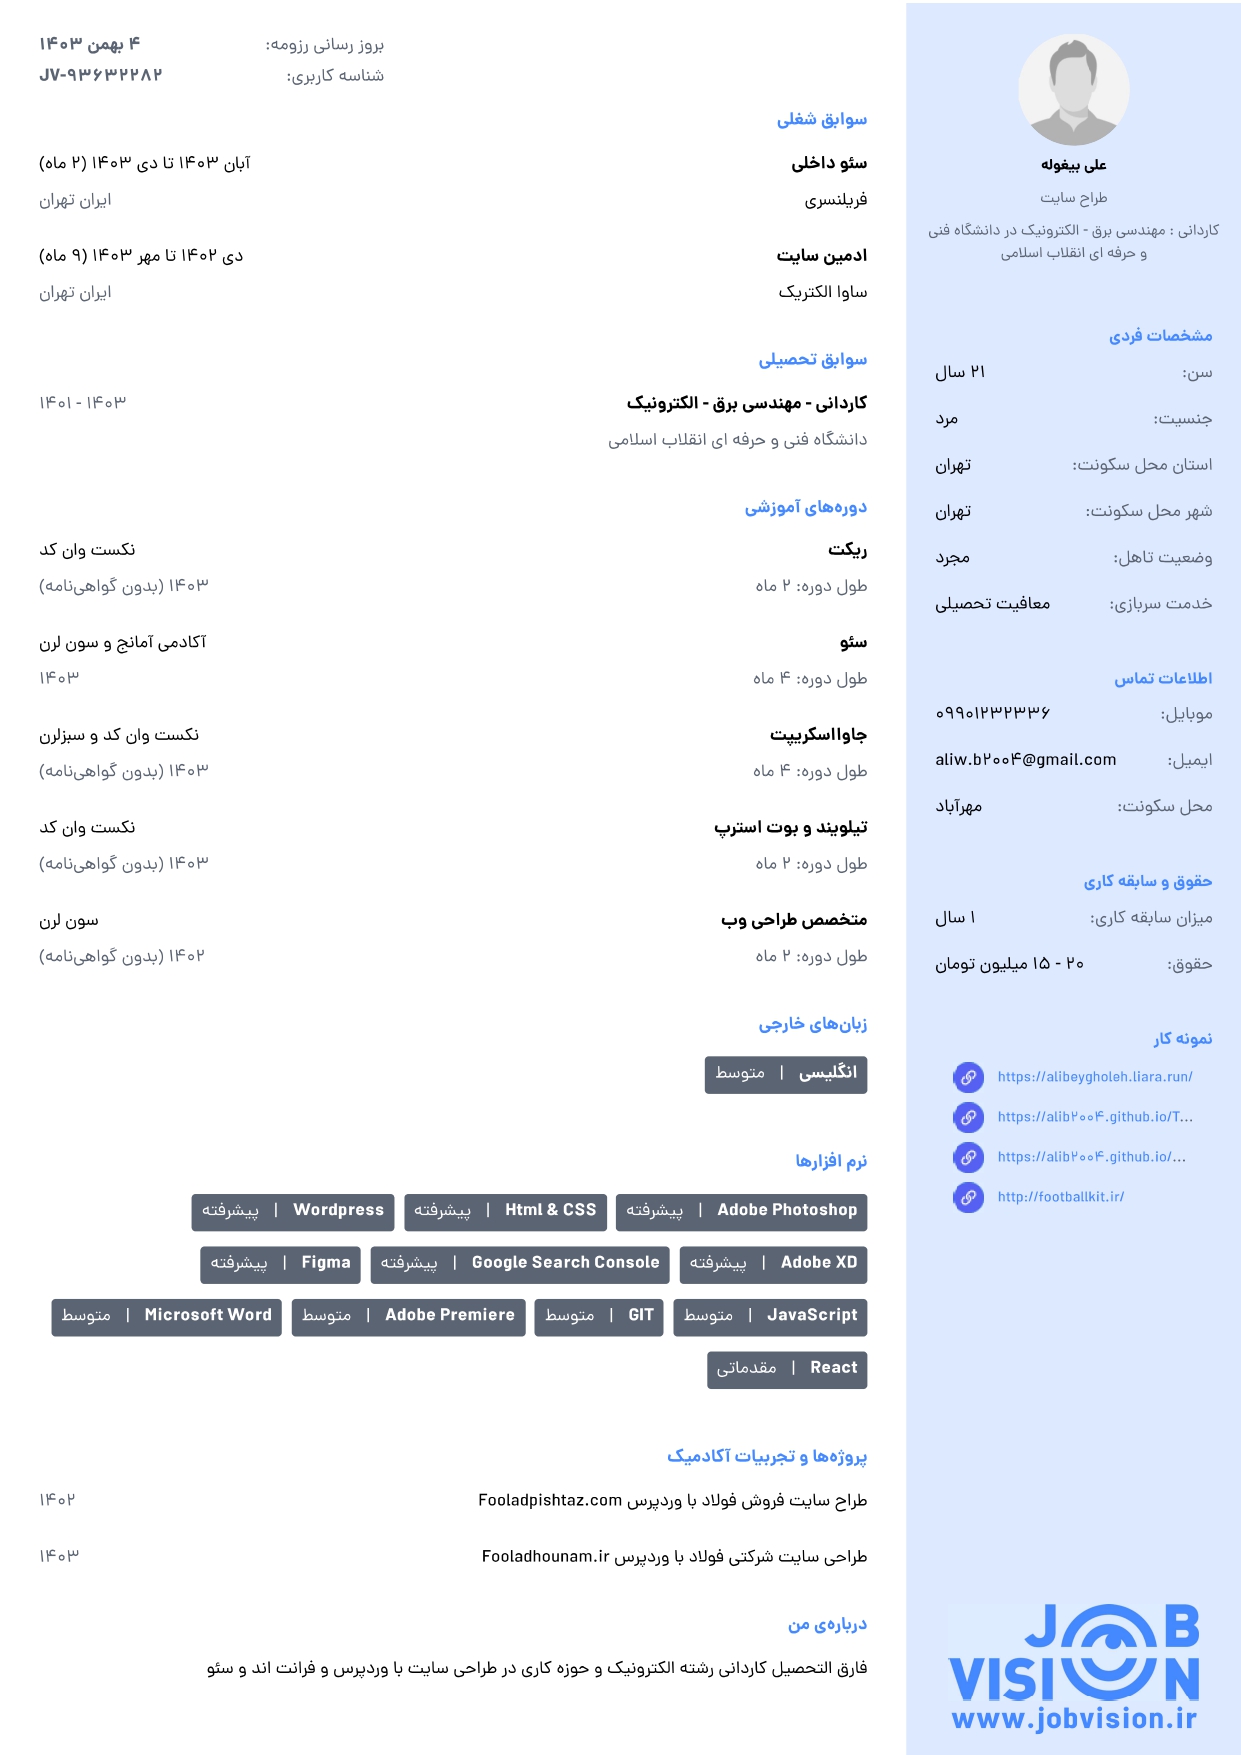 علی بیغوله
طراح سایت
کاردانی : مهندسی برق - الکترونیک در دانشگاه فنی
و حرفه ای انقلاب اسلامی
مشخصات فردی
سن: ۲۱ سال
جنسیت: مرد
استان محل سکونت: تهران
شهر محل سکونت: تهران
وضعیت تاهل: مجرد
خدمت سربازی: معافیت تحصیلی
اطلاعات تماس
موبایل: ۰۹۹۰۱۲۳۲۳۳۶
ایمیل: aliw.b۲۰۰۴@gmail.com
محل سکونت: مهرآباد
حقوق و سابقه کاری
میزان سابقه کاری: ۱ سال
حقوق: ۲۰ - ۱۵ میلیون تومان
نمونه کار
https://alibeygholeh.liara.run/
https://alib۲۰۰۴.github.io/T...
https://alib۲۰۰۴.github.io/...
http://footballkit.ir/
JOB
VISION
www.jobvision.ir
بروز رسانی رزومه: ۴ بهمن ۱۴۰۳
شناسه کاربری: JV-۹۳۶۳۲۲۸۲
سوابق شغلی
سئو داخلی آبان ۱۴۰۳ تا دی ۱۴۰۳ (۲ ماه)
فریلنسری ایران تهران
ادمین سایت دی ۱۴۰۲ تا مهر ۱۴۰۳ (۹ ماه)
ساوا الکتریک ایران تهران
سوابق تحصیلی
کاردانی - مهندسی برق - الکترونیک ۱۴۰۳ - ۱۴۰۱
دانشگاه فنی و حرفه ای انقلاب اسلامی
دوره‌های آموزشی
ریکت نکست وان کد
طول دوره: ۲ ماه ۱۴۰۳ (بدون گواهی‌نامه)
سئو آکادمی آمانج و سون لرن
طول دوره: ۴ ماه ۱۴۰۳
جاوااسکریپت نکست وان کد و سبزلرن
طول دوره: ۴ ماه ۱۴۰۳ (بدون گواهی‌نامه)
تیلویند و بوت استرپ نکست وان کد
طول دوره: ۲ ماه ۱۴۰۳ (بدون گواهی‌نامه)
متخصص طراحی وب سون لرن
طول دوره: ۲ ماه ۱۴۰۲ (بدون گواهی‌نامه)
زبان‌های خارجی
انگلیسی | متوسط
نرم افزارها
Adobe Photoshop | پیشرفته Html & CSS | پیشرفته Wordpress | پیشرفته
Adobe XD | پیشرفته Google Search Console | پیشرفته Figma | پیشرفته
JavaScript | متوسط GIT | متوسط Adobe Premiere | متوسط Microsoft Word | متوسط
React | مقدماتی
پروژه‌ها و تجربیات آکادمیک
طراح سایت فروش فولاد با وردپرس Fooladpishtaz.com ۱۴۰۲
طراحی سایت شرکتی فولاد با وردپرس Fooladhounam.ir ۱۴۰۳
درباره‌ی من
فارق التحصیل کاردانی رشته الکترونیک و حوزه کاری در طراحی سایت با وردپرس و فرانت اند و سئو